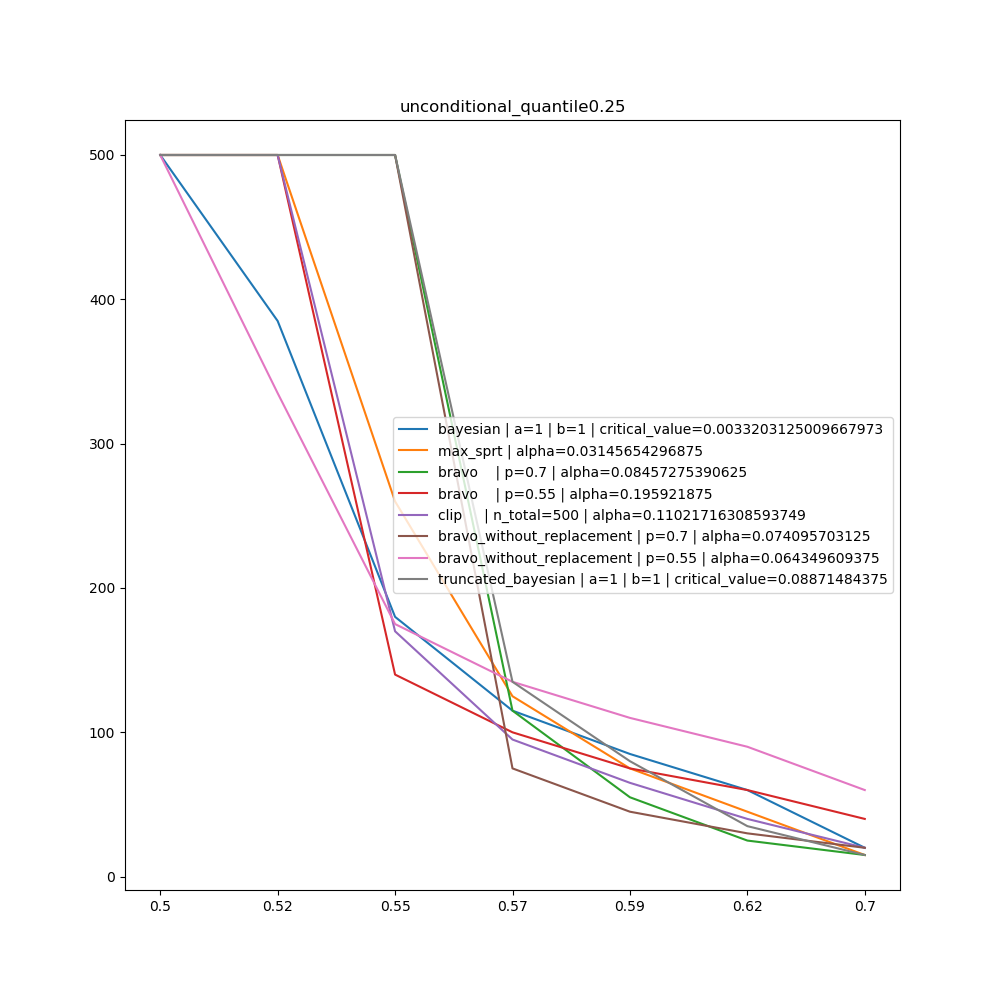 unconditional_quantile0.25
500
400
300
200
100
0
bayesian | a=1 | b=1 | critical_value=0.0033203125009667973
max_sprt | alpha=0.03145654296875
bravo    | p=0.7 | alpha=0.08457275390625
bravo    | p=0.55 | alpha=0.195921875
clip     | n_total=500 | alpha=0.11021716308593749
bravo_without_replacement | p=0.7 | alpha=0.074095703125
bravo_without_replacement | p=0.55 | alpha=0.064349609375
truncated_bayesian | a=1 | b=1 | critical_value=0.08871484375
0.5 0.52 0.55 0.57 0.59 0.62 0.7